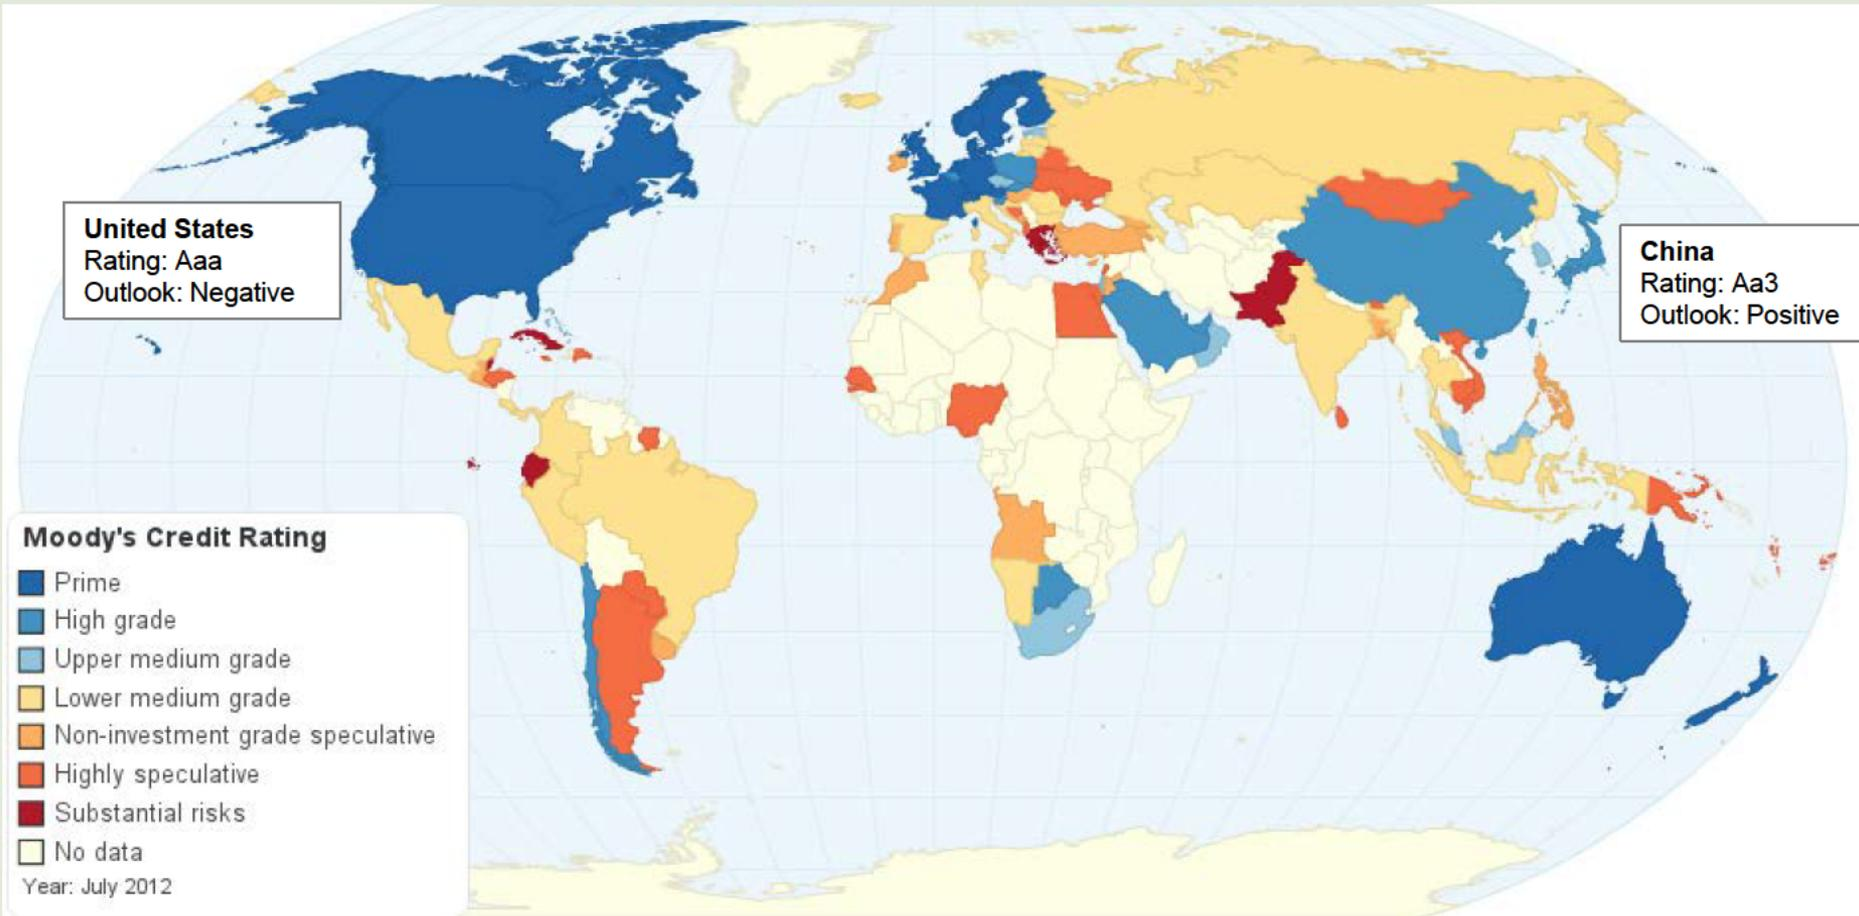 United States
Rating: Aaa
Outlook: Negative
China
Rating: Aa3
Outlook: Positive
Moody's Credit Rating
Prime
High grade
Upper medium grade
Lower medium grade
Non-investment grade speculative
Highly speculative
Substantial risks
No data
Year: July 2012